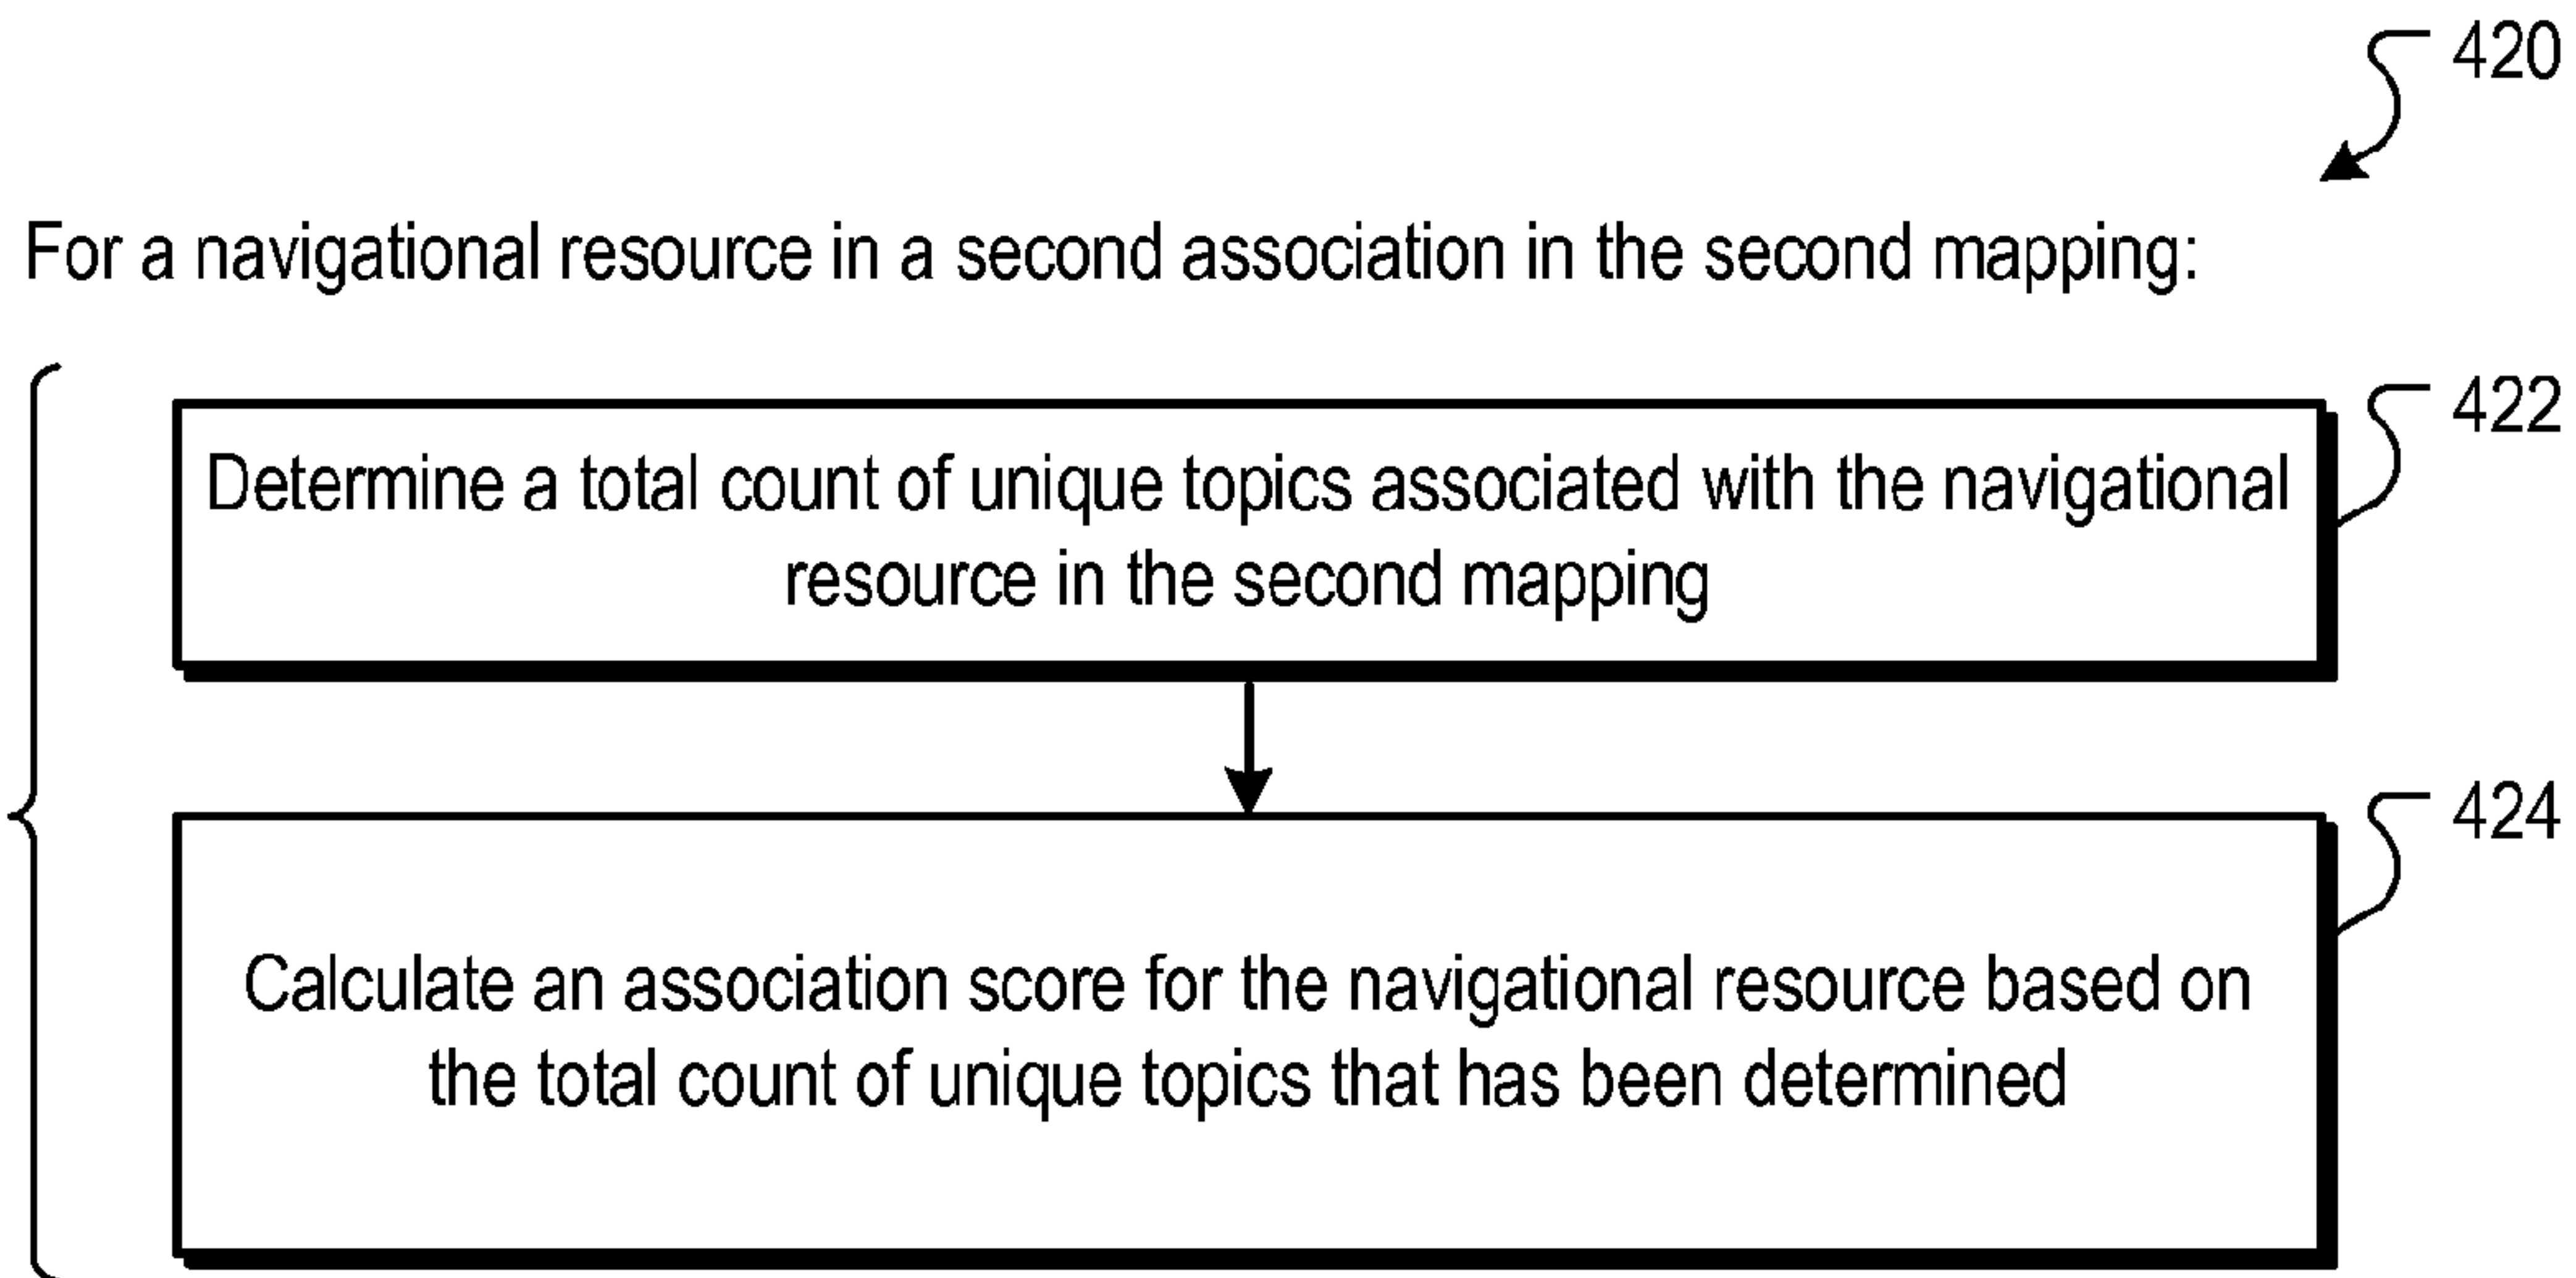 420
For a navigational resource in a second association in the second mapping:
422
Determine a total count of unique topics associated with the navigational
resource in the second mapping
424
Calculate an association score for the navigational resource based on
the total count of unique topics that has been determined